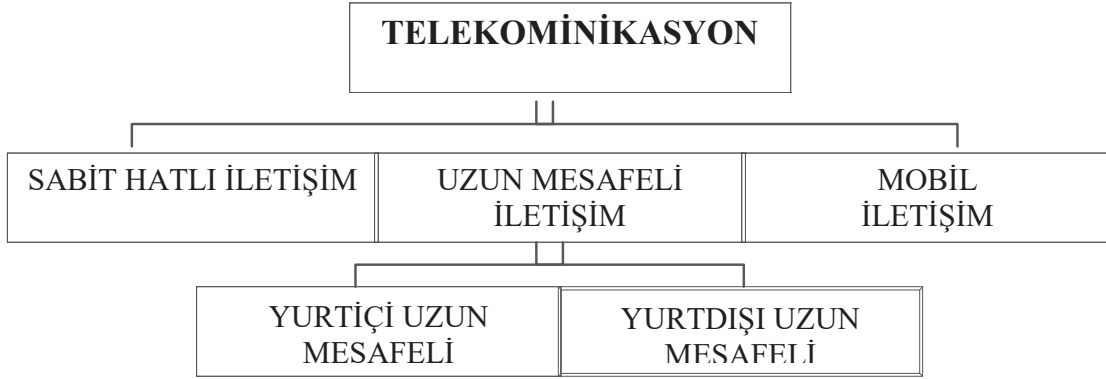 TELEKOMİNİKASYON
SABİT HATLI İLETİŞİM
UZUN MESAFELİ
İLETİŞİM
MOBİL
İLETİŞİM
YURTİÇİ UZUN
MESAFELİ
YURTDIŞI UZUN
MESAFELİ